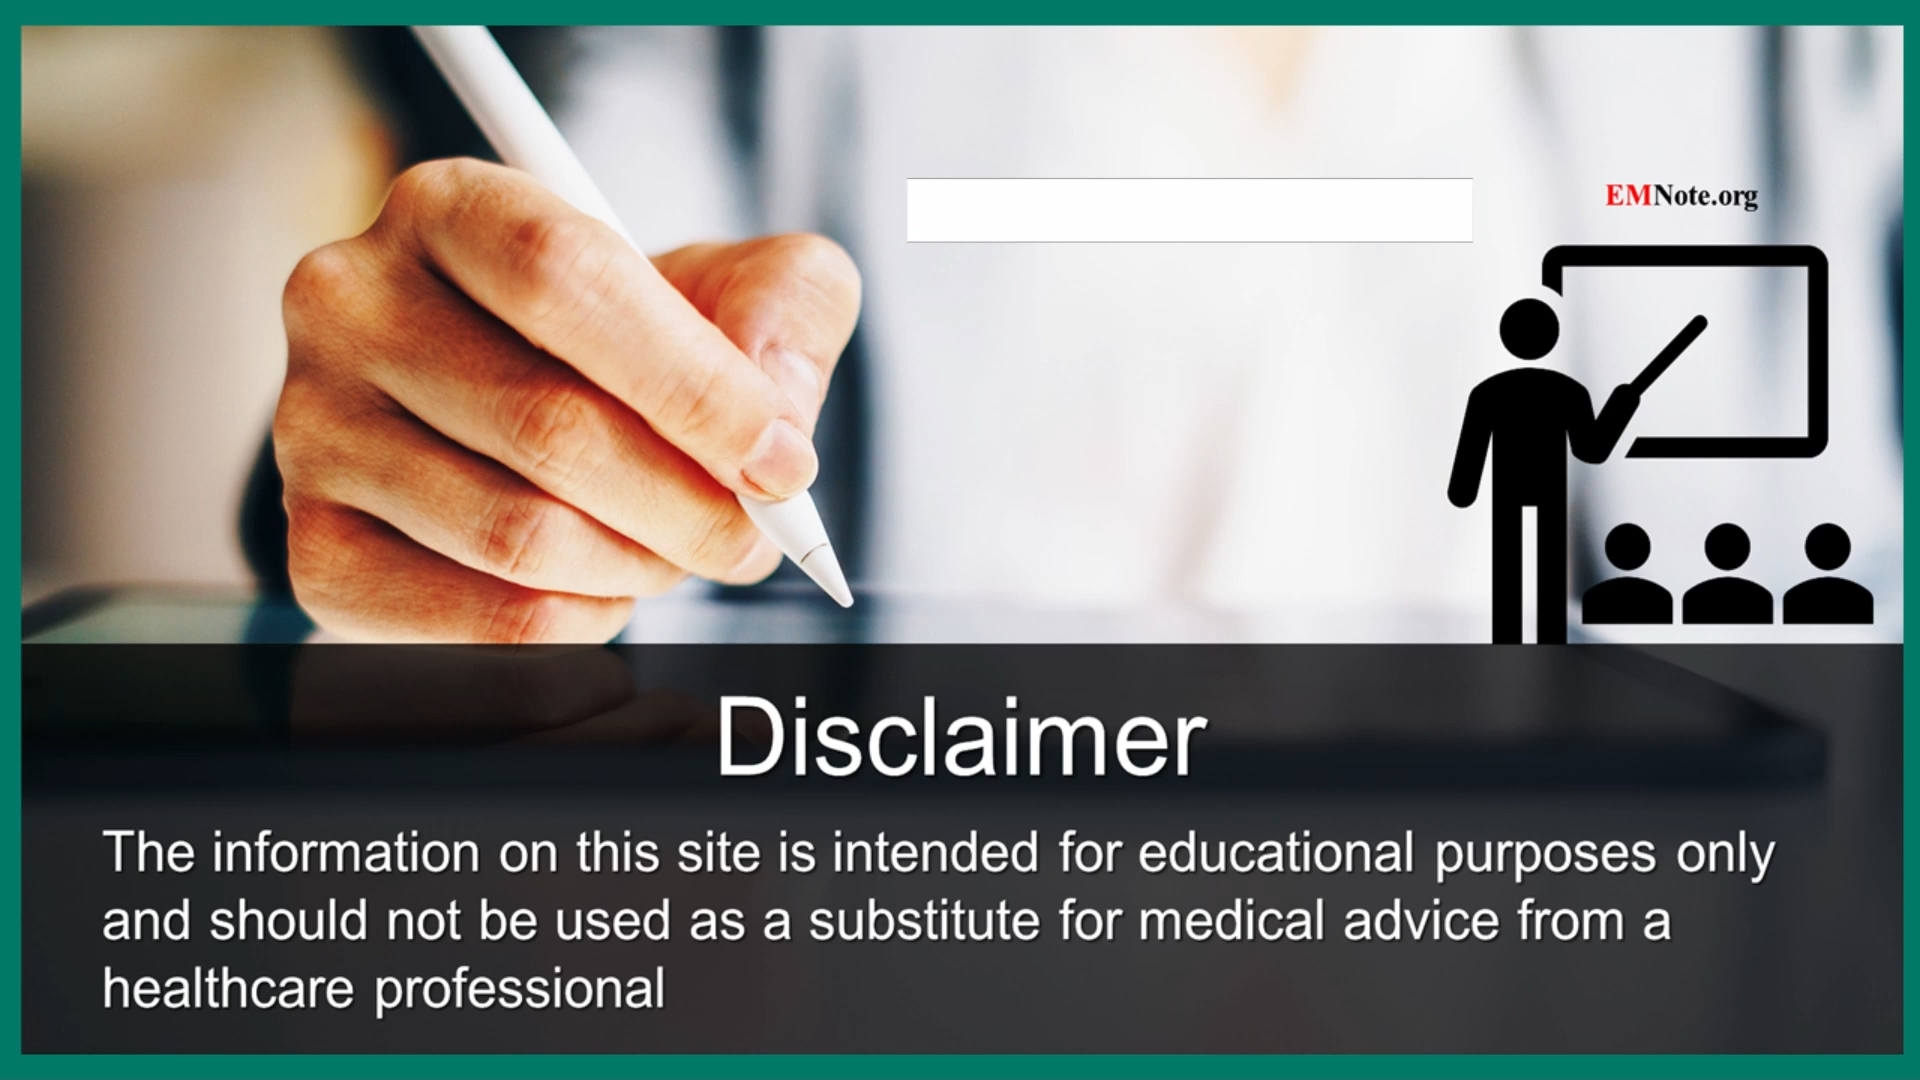 EMNote.org
Disclaimer
The information on this site is intended for educational purposes only
and should not be used as a substitute for medical advice from a
healthcare professional